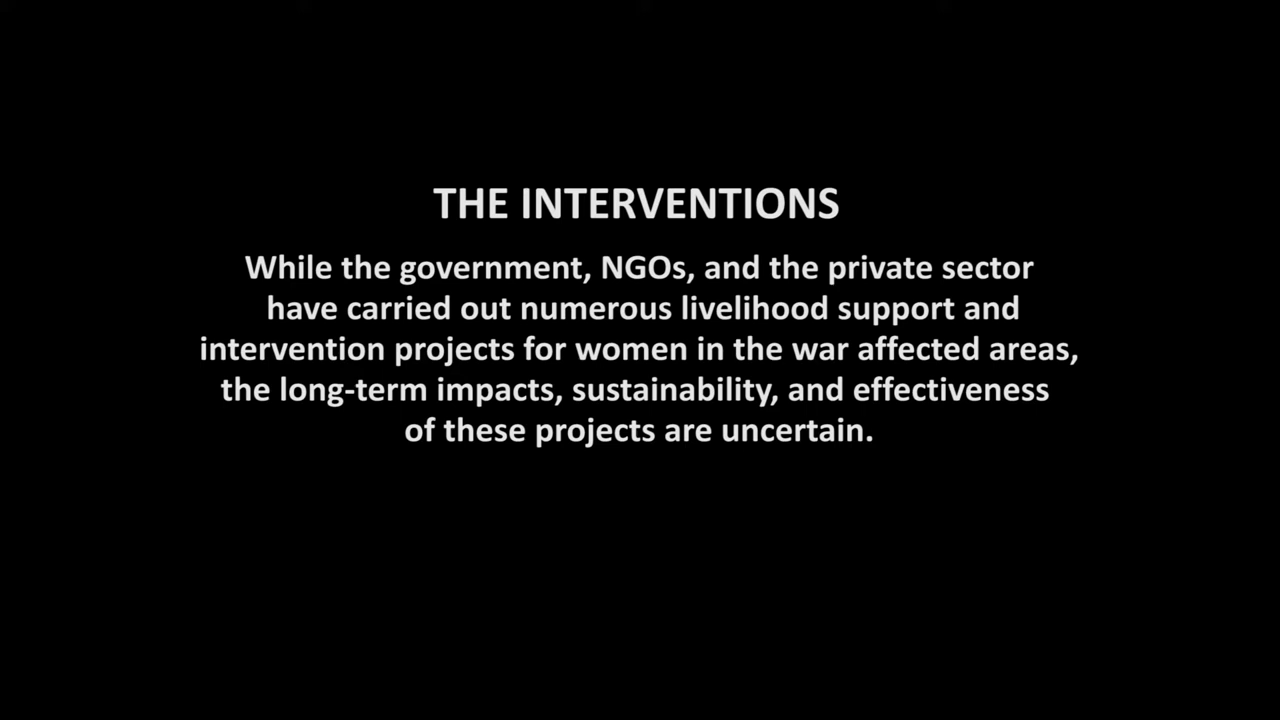 THE INTERVENTIONS
While the government, NGOs, and the private sector
have carried out numerous livelihood support and
intervention projects for women in the war affected areas,
the long-term impacts, sustainability, and effectiveness
of these projects are uncertain.